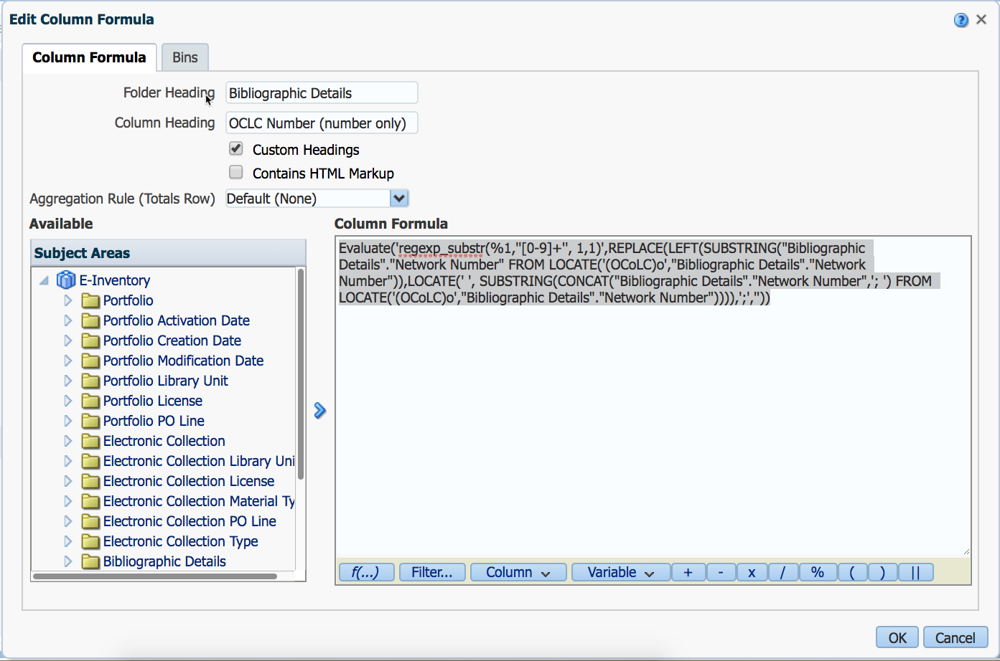 Edit Column Formula
Column Formula
Bins
Folder Heading
Bibliographic Details
Column Heading
OCLC Number (number only)
Custom Headings
Contains HTML Markup
Aggregation Rule (Totals Row)
Default (None)
Available
Subject Areas
E-Inventory
Portfolio
Portfolio Activation Date
Portfolio Creation Date
Portfolio Modification Date
Portfolio Library Unit
Portfolio License
Portfolio PO Line
Electronic Collection
Electronic Collection Library Uni
Electronic Collection License
Electronic Collection Material Ty
Electronic Collection PO Line
Electronic Collection Type
Bibliographic Details
Column Formula
Evaluate('regexp_substr(%1,"[0-9]+", 1,1)',REPLACE(LEFT(SUBSTRING("Bibliographic
Details"."Network Number" FROM LOCATE('(OCoLC)o',"Bibliographic Details"."Network
Number")),LOCATE(' ', SUBSTRING(CONCAT("Bibliographic Details"."Network Number",'; ') FROM
LOCATE('(OCoLC)o',"Bibliographic Details"."Network Number")))),';',''))
f(...)
Filter...
Column
Variable
+
-
x
/
%
(
)
||
OK
Cancel